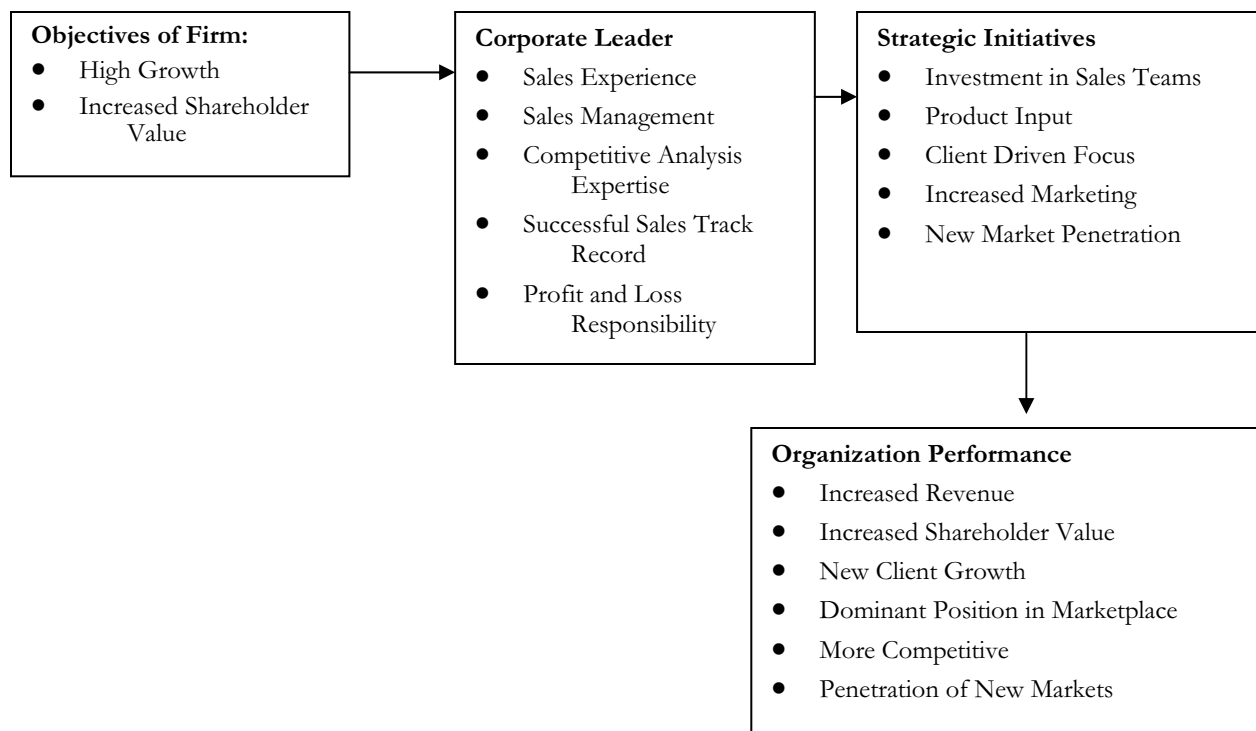 Objectives of Firm:
● High Growth
● Increased Shareholder
Value
Corporate Leader
● Sales Experience
● Sales Management
● Competitive Analysis
Expertise
● Successful Sales Track
Record
● Profit and Loss
Responsibility
Strategic Initiatives
● Investment in Sales Teams
● Product Input
● Client Driven Focus
● Increased Marketing
● New Market Penetration
Organization Performance
● Increased Revenue
● Increased Shareholder Value
● New Client Growth
● Dominant Position in Marketplace
● More Competitive
● Penetration of New Markets